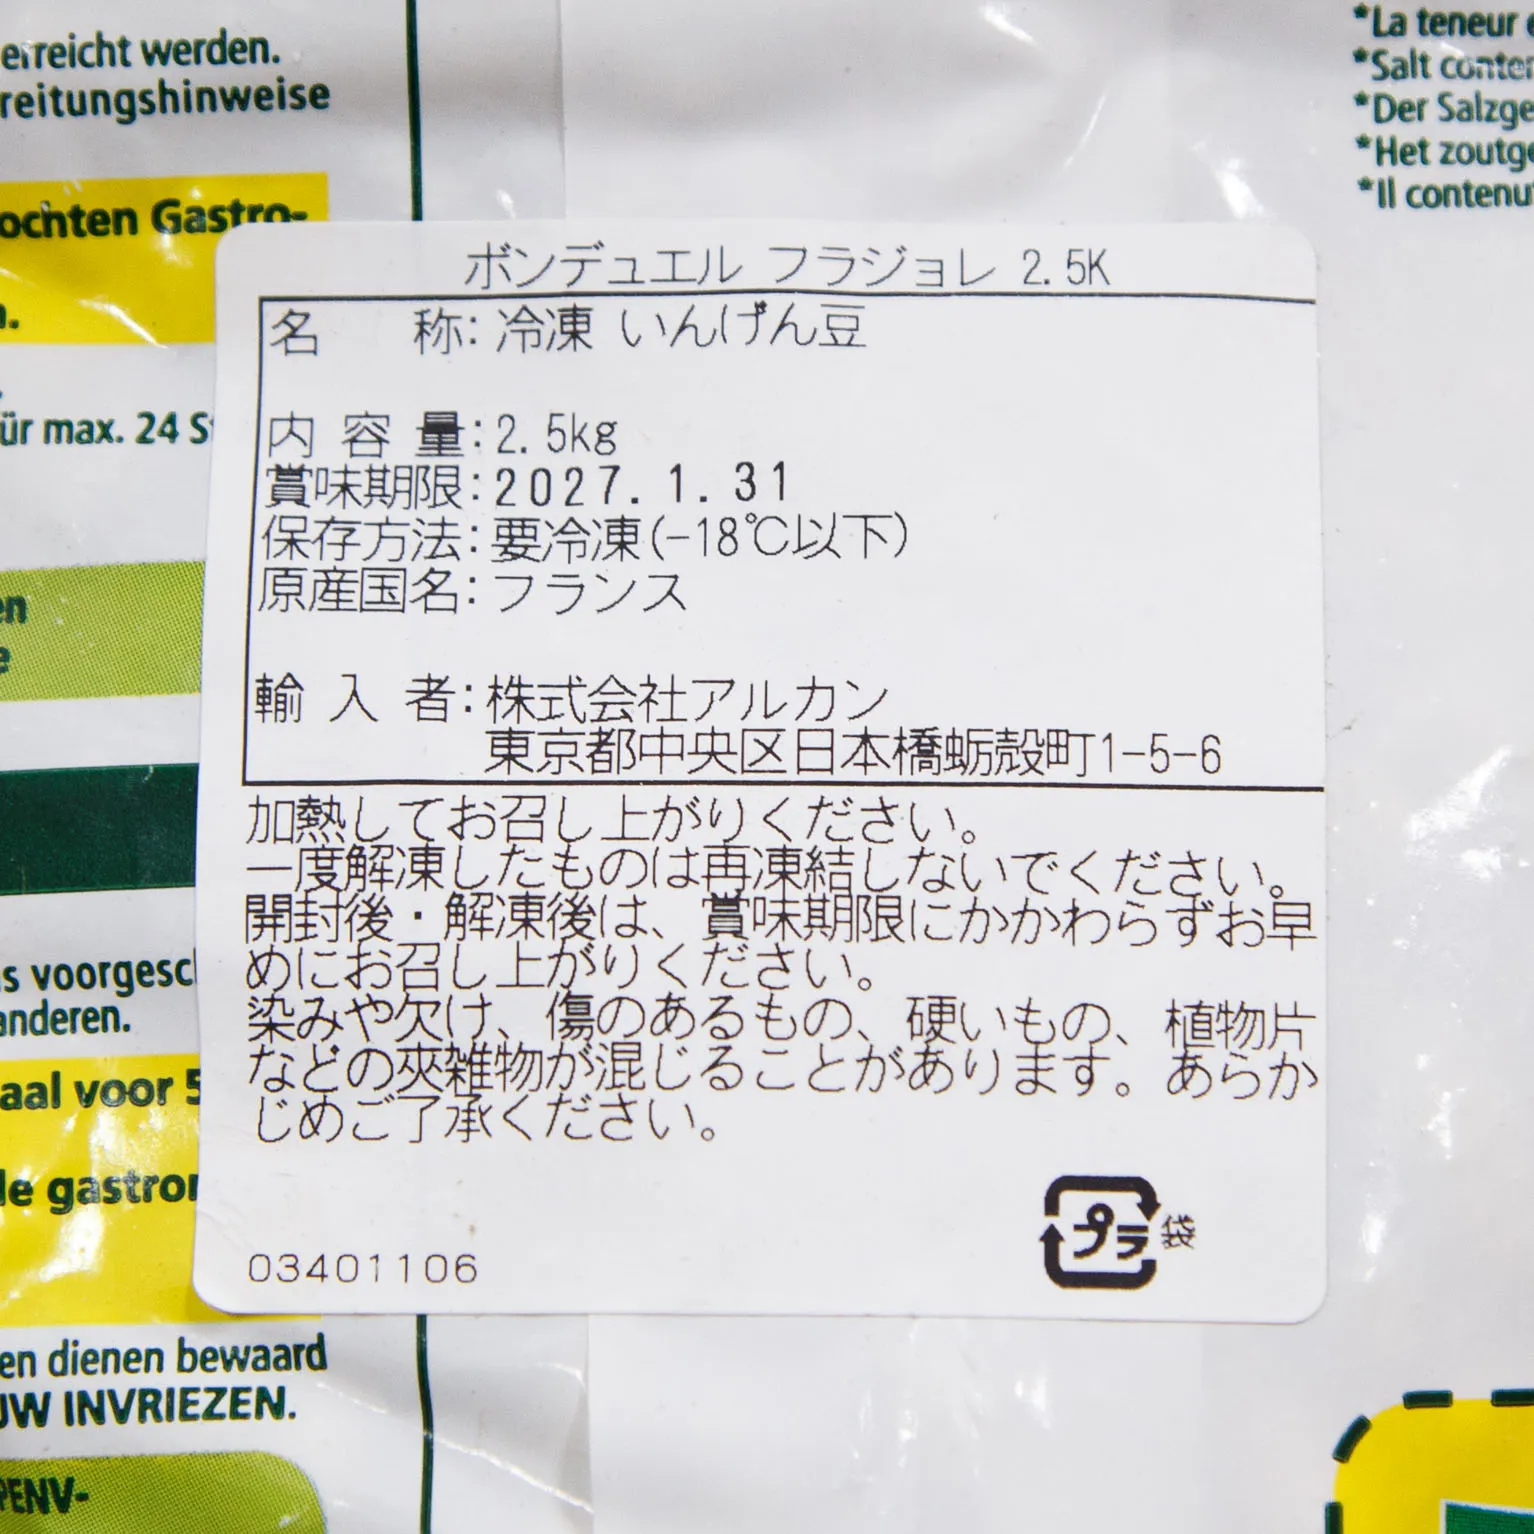 erreicht werden.
reitungshinweise
ochten Gastro-
für max. 24 S
en
s voorgesc
anderen.
aal voor 5
le gastro
en dienen bewaard
UW INVRIEZEN.
PENV-
*La teneur
*Salt conten
*Der Salzge
*Het zoutge
*Il contenu
ボンデュエル フラジョレ 2.5K
名 称: 冷凍 いんげん豆
内 容 量: 2.5kg
賞味期限: 2027. 1. 31
保存方法: 要冷凍(-18℃以下)
原産国名: フランス
輸 入 者: 株式会社アルカン
東京都中央区日本橋蛎殻町1-5-6
加熱してお召し上がりください。
一度解凍したものは再凍結しないでください。
開封後・解凍後は、賞味期限にかかわらずお早
めにお召し上がりください。
染みや欠け、傷のあるもの、硬いもの、植物片
などの夾雑物が混じることがあります。あらか
じめご了承ください。
プラ 袋
03401106